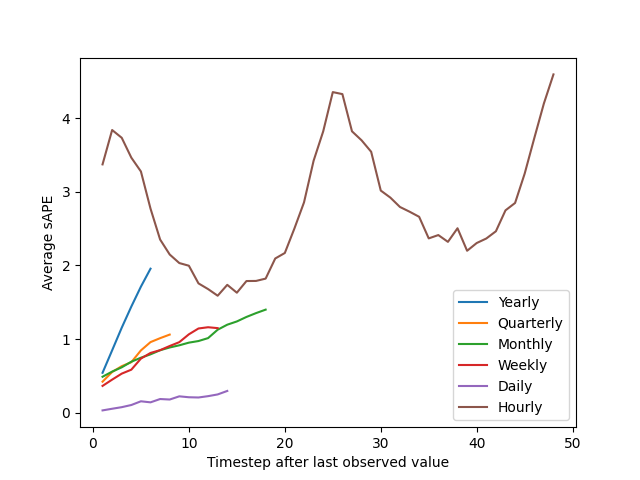 Average sAPE
4
3
2
1
0
Yearly
Quarterly
Monthly
Weekly
Daily
Hourly
0 10 20 30 40 50
Timestep after last observed value